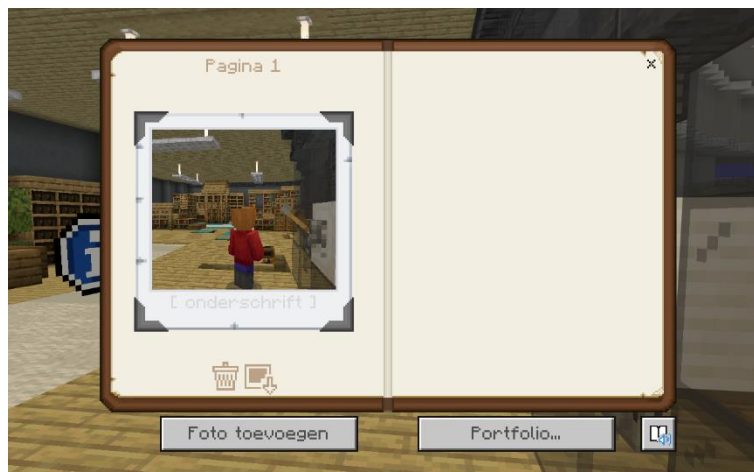 Pagina 1
[ onderschrift ]
Foto toevoegen
Portfolio...